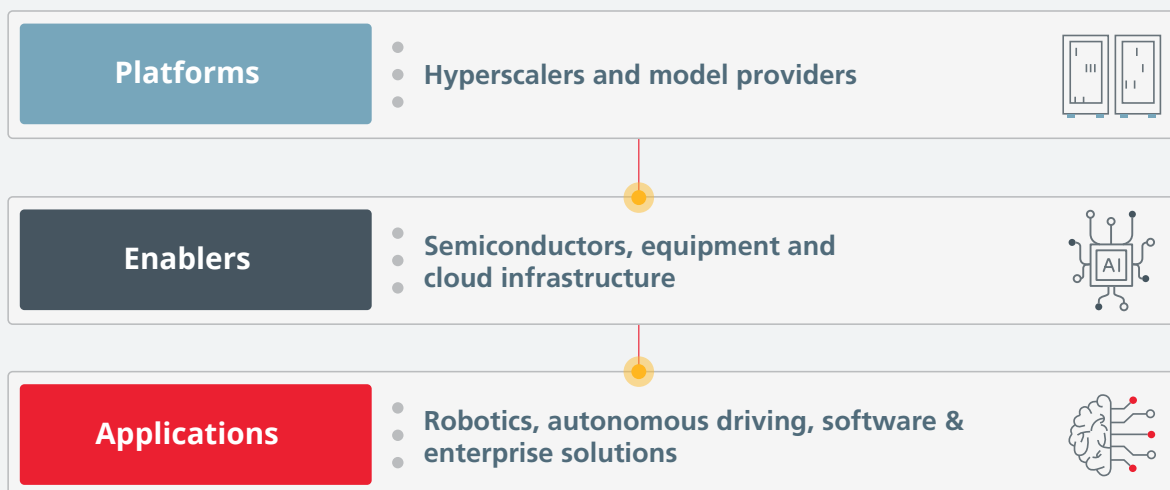 Platforms
Hyperscalers and model providers
Enablers
Semiconductors, equipment and
cloud infrastructure
AI
Applications
Robotics, autonomous driving, software &
enterprise solutions